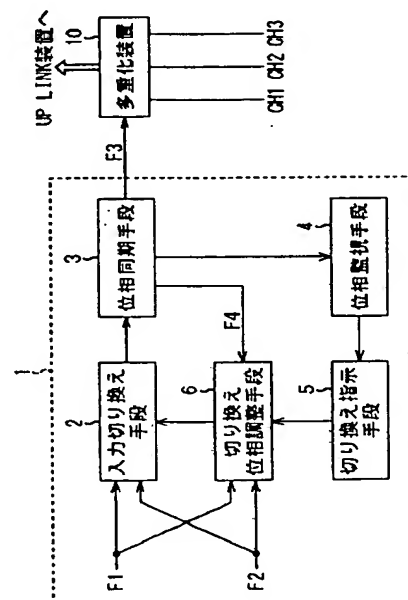 UP LINK装置へ
10
多重化装置
CH1
CH2
CH3
F3
1
3
位相同期手段
4
位相監視手段
F4
2
入力切り換え
手段
6
切り換え
位相調整手段
5
切り換え指示
手段
F1
F2